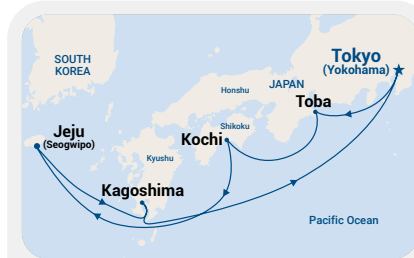 SOUTH
KOREA
Tokyo
(Yokohama)
JAPAN
Honshu
Toba
Jeju
(Seogwipo)
Kochi
Shikoku
Kyushu
Kagoshima
Pacific Ocean